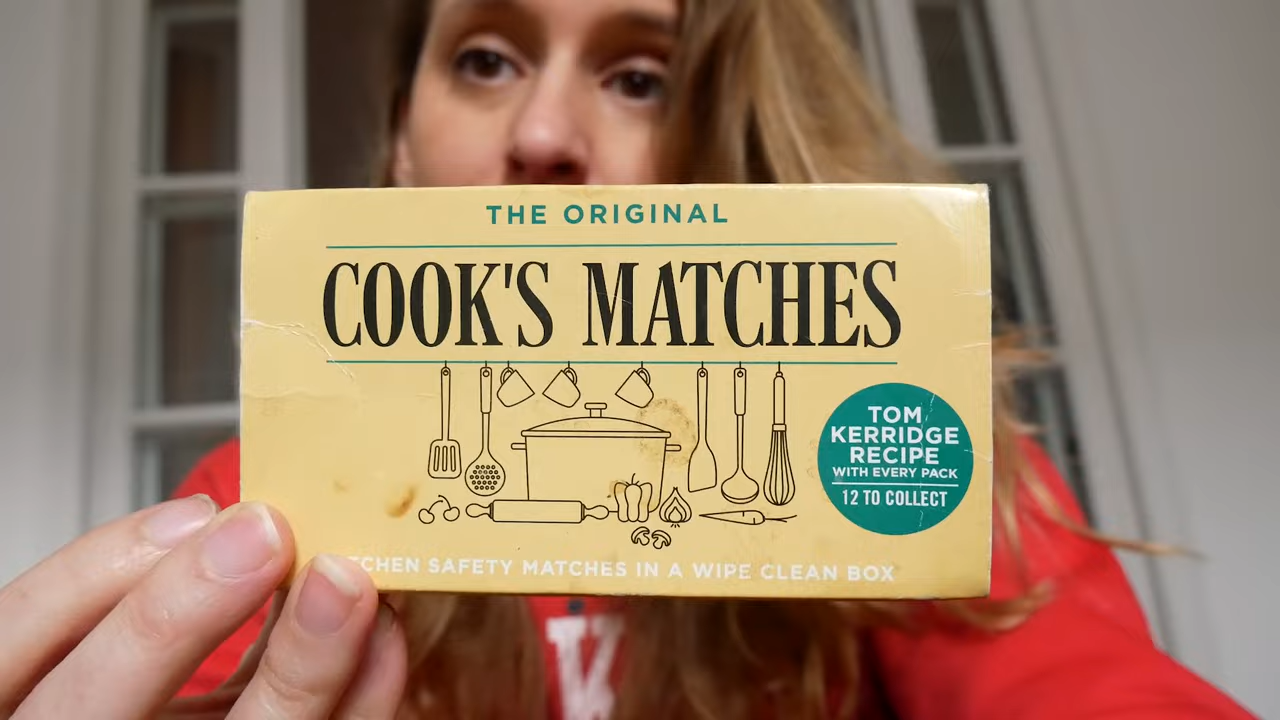 THE ORIGINAL
COOK'S MATCHES
TOM
KERRIDGE
RECIPE
WITH EVERY PACK
12 TO COLLECT
TCHEN SAFETY MATCHES IN A WIPE CLEAN BOX